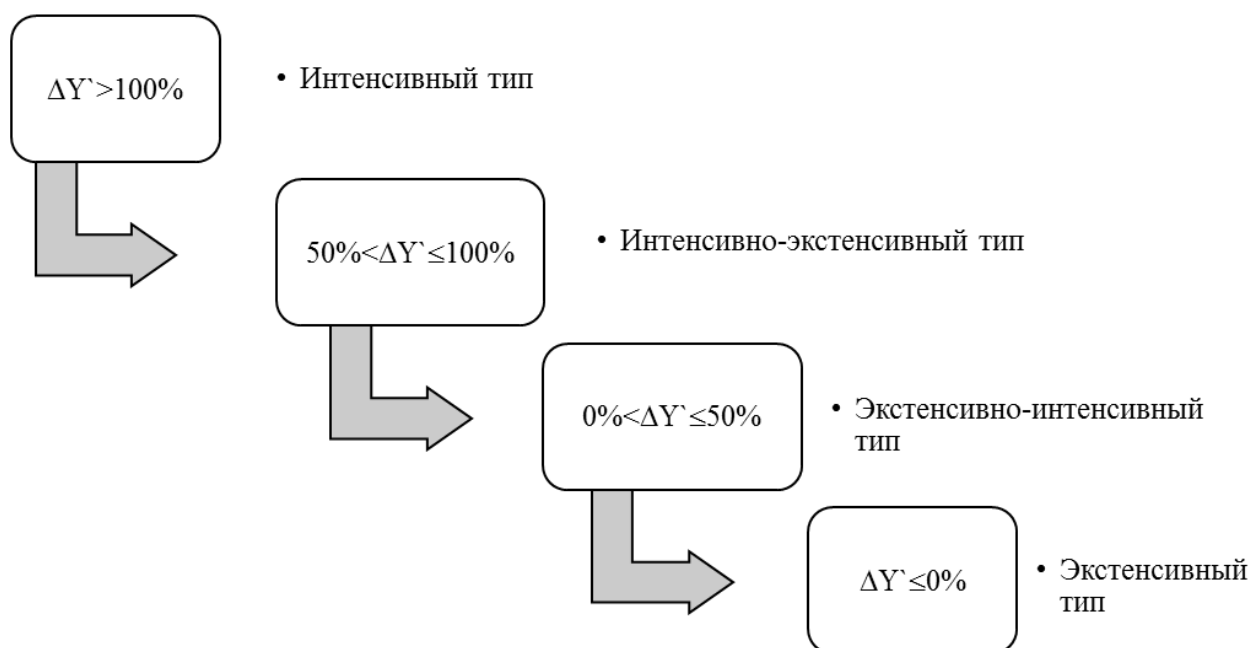 ΔY`>100%
• Интенсивный тип
50%<ΔY`≤100%
• Интенсивно-экстенсивный тип
0%<ΔY`≤50%
• Экстенсивно-интенсивный
тип
ΔY`≤0%
• Экстенсивный
тип